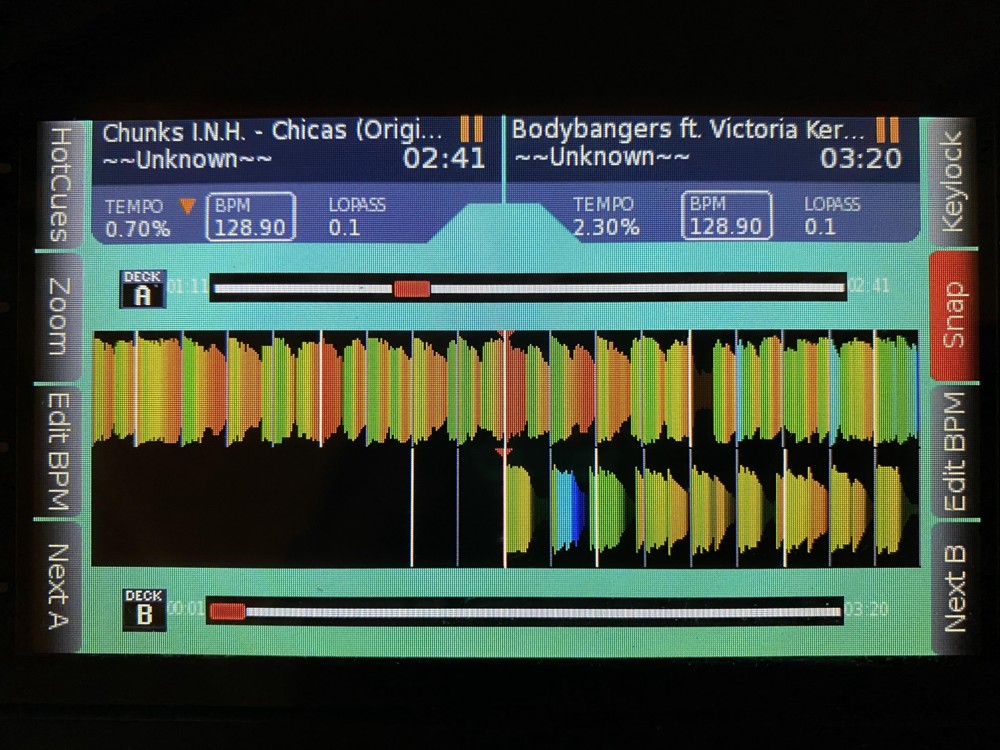 Chunks I.N.H. - Chicas (Origi...
~~Unknown~~ 02:41
Bodybangers ft. Victoria Ker...
~~Unknown~~ 03:20
TEMPO
0.70%
BPM
128.90
LOPASS
0.1
TEMPO
2.30%
BPM
128.90
LOPASS
0.1
HotCues
Zoom
Edit BPM
Next A
Keylock
Snap
Edit BPM
Next B
DECK
A
01:11
02:41
DECK
B
00:01
03:20